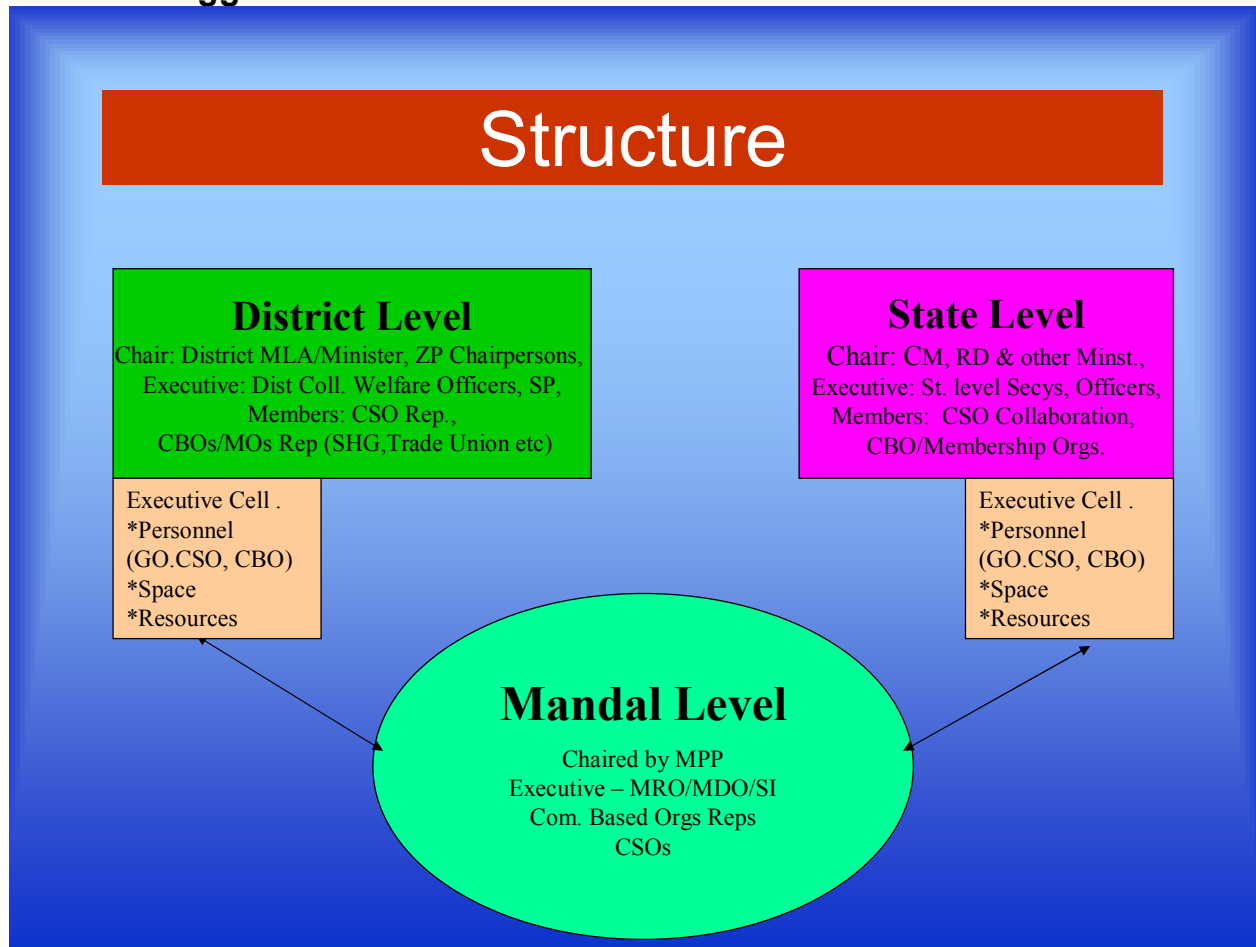 Structure
District Level
Chair: District MLA/Minister, ZP Chairpersons,
Executive: Dist Coll. Welfare Officers, SP,
Members: CSO Rep.,
CBOs/MOs Rep (SHG,Trade Union etc)
Executive Cell .
*Personnel
(GO.CSO, CBO)
*Space
*Resources
State Level
Chair: CM, RD & other Minst.,
Executive: St. level Secys, Officers,
Members: CSO Collaboration,
CBO/Membership Orgs.
Executive Cell .
*Personnel
(GO.CSO, CBO)
*Space
*Resources
Mandal Level
Chaired by MPP
Executive – MRO/MDO/SI
Com. Based Orgs Reps
CSOs